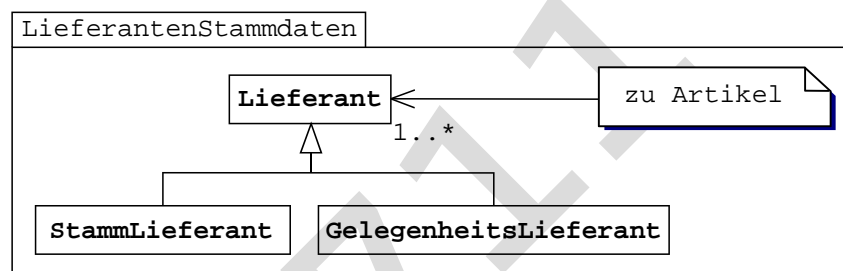 LieferantenStammdaten
Lieferant
zu Artikel
1..*
StammLieferant
GelegenheitsLieferant